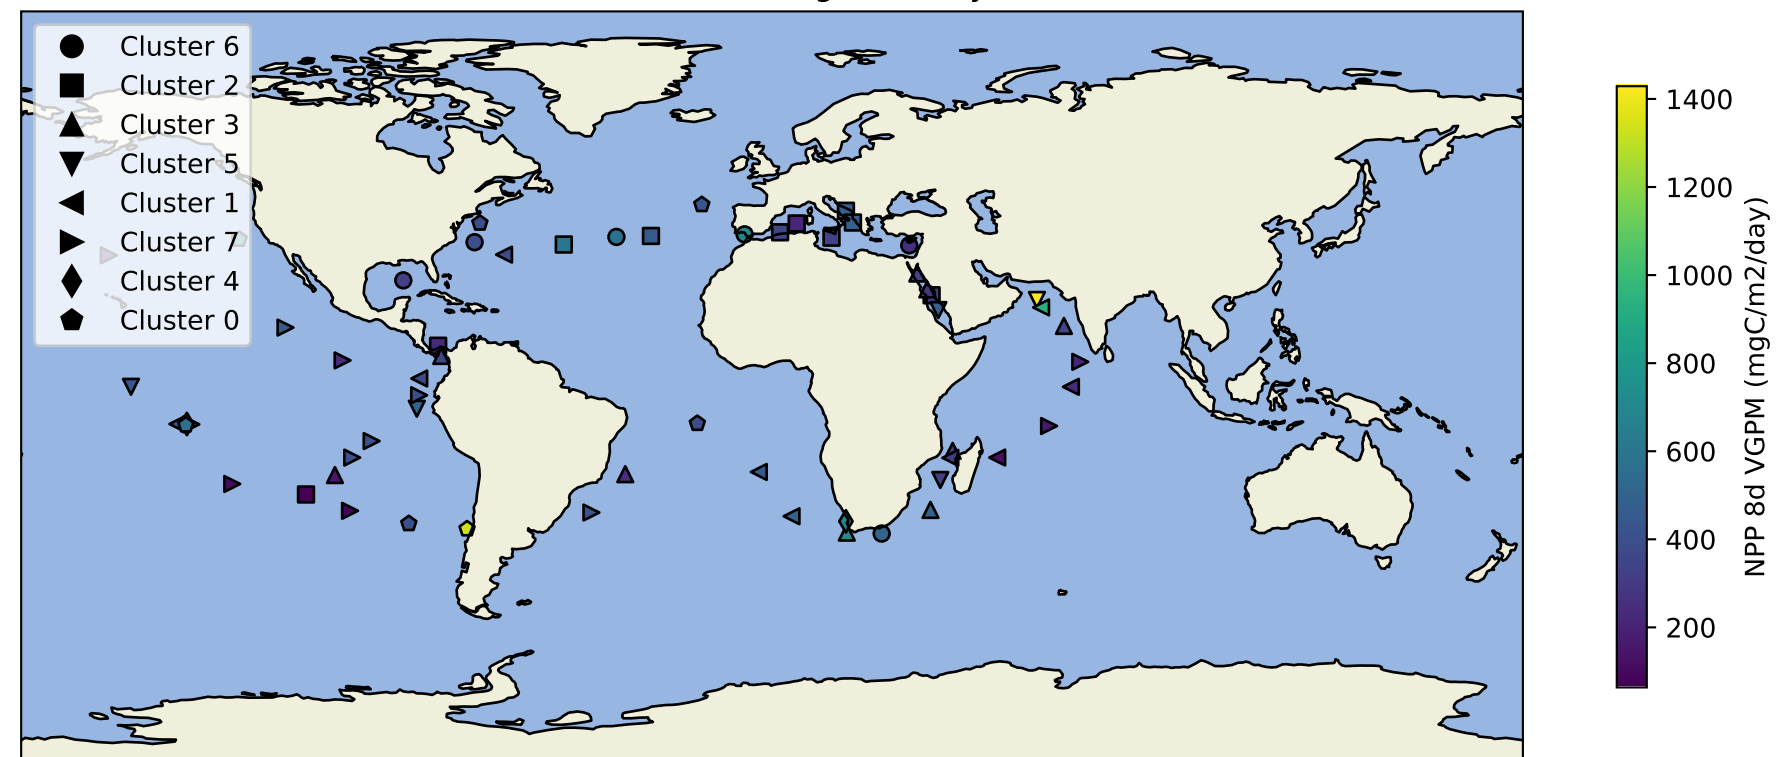 Cluster 6
Cluster 2
Cluster 3
Cluster 5
Cluster 1
Cluster 7
Cluster 4
Cluster 0
1400
1200
1000
800
600
400
200
NPP 8d VGPM (mgC/m2/day)